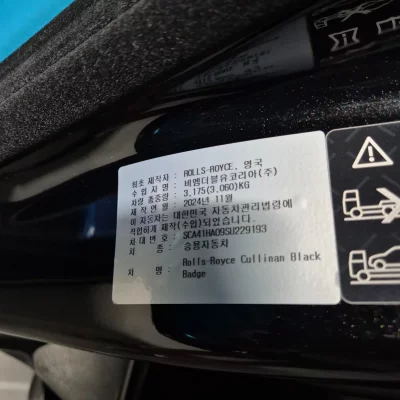 최초 제작자 : ROLLS-ROYCE, 영국
수 입 자 명 : 비엠더블유코리아(주)
차량 총중량 : 3,175(3,060)KG
제 작 연 월 : 2024년 11월
이 자동차는 대한민국 자동차관리법령에
적합하게 제작(수입)되었습니다.
차 대 번 호 : SCA41HA09SU229193
차 종 : 승용자동차
차 명 : Rolls-Royce Cullinan Black
Badge